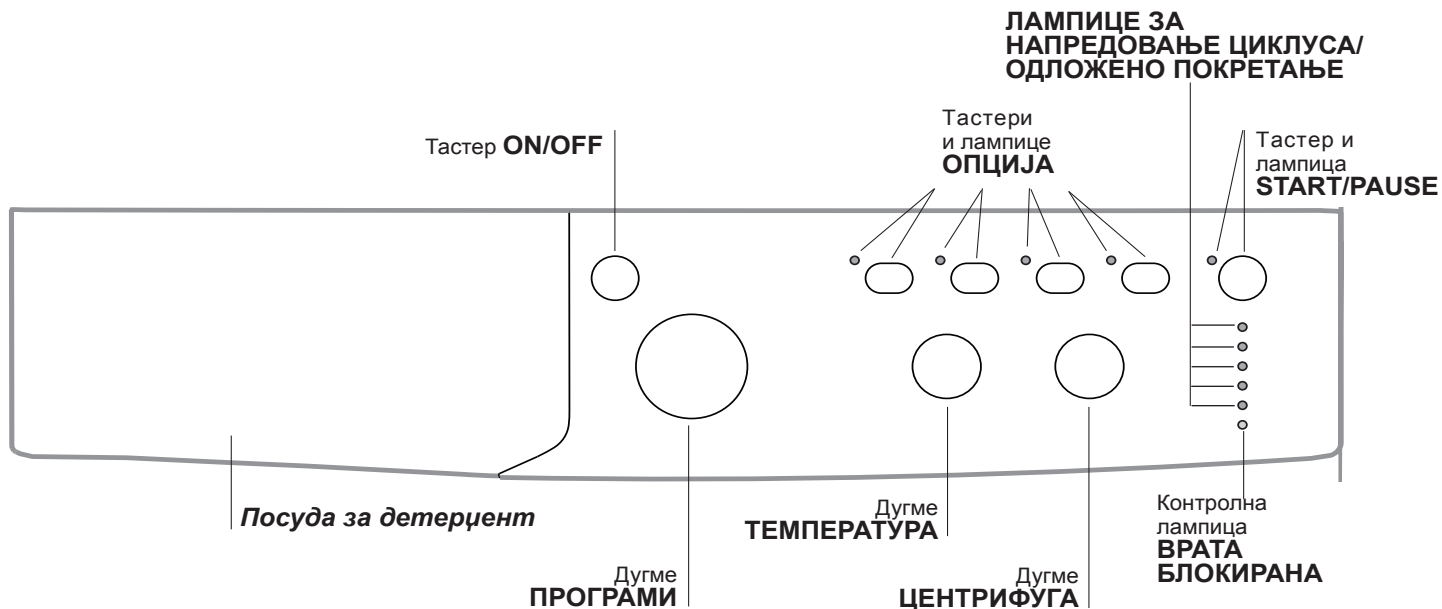 ЛАМПИЦЕ ЗА
НАПРЕДОВАЊЕ ЦИКЛУСА/
ОДЛОЖЕНО ПОКРЕТАЊЕ
Тастер ON/OFF
Тастери
и лампице
ОПЦИЈА
Тастер и
лампица
START/PAUSE
Посуда за детерџент
Дугме
ПРОГРАМИ
Дугме
ТЕМПЕРАТУРА
Дугме
ЦЕНТРИФУГА
Контролна
лампица
ВРАТА
БЛОКИРАНА